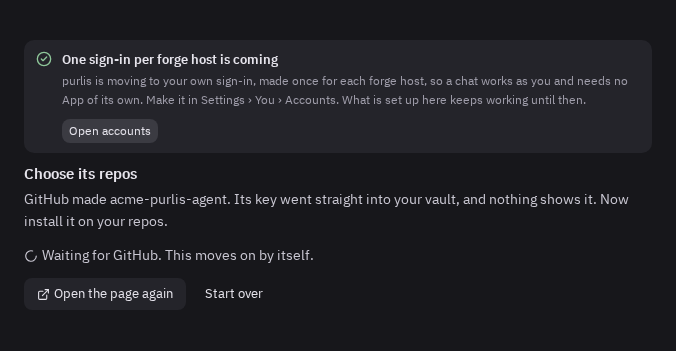 One sign-in per forge host is coming
purlis is moving to your own sign-in, made once for each forge host, so a chat works as you and needs no
App of its own. Make it in Settings › You › Accounts. What is set up here keeps working until then.
Open accounts
Choose its repos
GitHub made acme-purlis-agent. Its key went straight into your vault, and nothing shows it. Now
install it on your repos.
Waiting for GitHub. This moves on by itself.
Open the page again
Start over